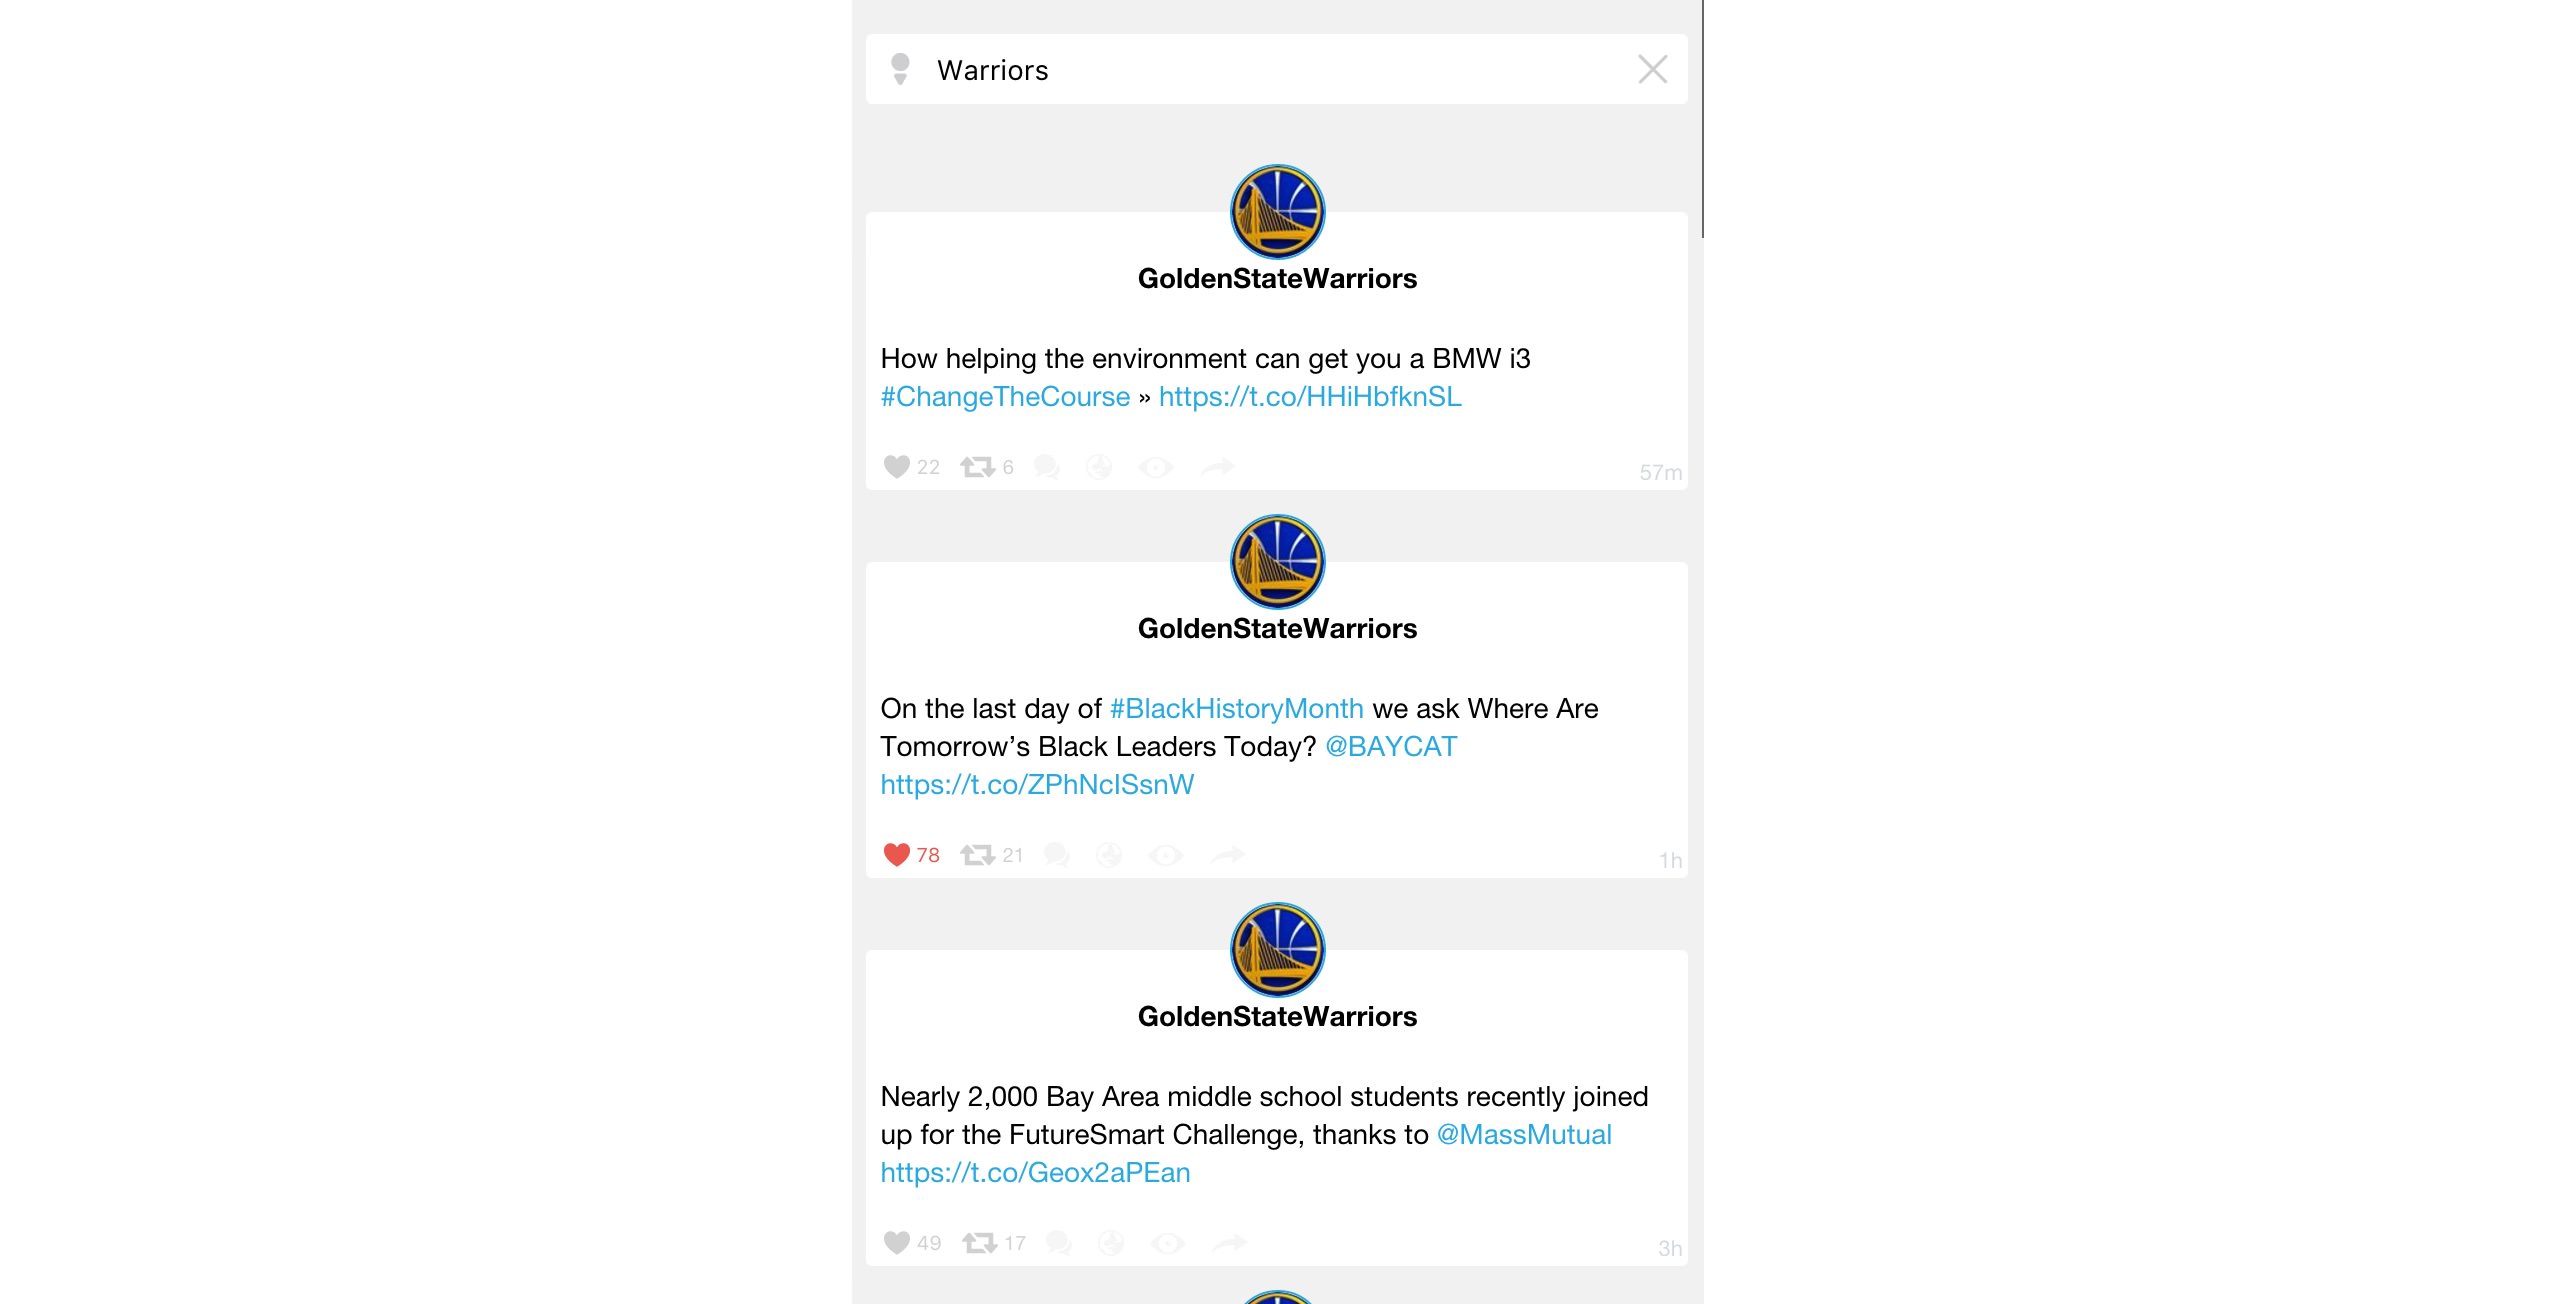 Warriors
GoldenStateWarriors
How helping the environment can get you a BMW i3
#ChangeTheCourse » https://t.co/HHiHbfknSL
22 6 57m
GoldenStateWarriors
On the last day of #BlackHistoryMonth we ask Where Are
Tomorrow’s Black Leaders Today? @BAYCAT
https://t.co/ZPhNcISsnW
78 21 1h
GoldenStateWarriors
Nearly 2,000 Bay Area middle school students recently joined
up for the FutureSmart Challenge, thanks to @MassMutual
https://t.co/Geox2aPEan
49 17 3h